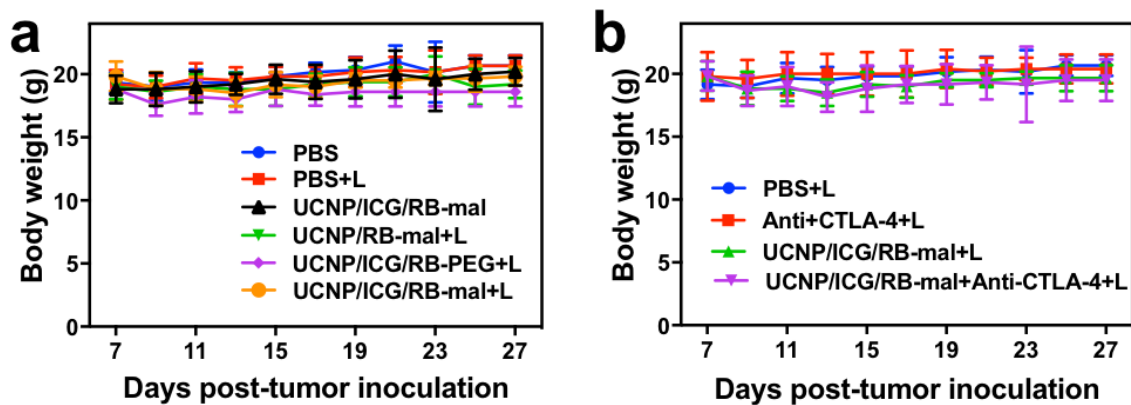 a
Body weight (g)
20
15
10
5
0
PBS
PBS+L
UCNP/ICG/RB-mal
UCNP/RB-mal+L
UCNP/ICG/RB-PEG+L
UCNP/ICG/RB-mal+L
7 11 15 19 23 27
Days post-tumor inoculation
b
Body weight (g)
20
15
10
5
0
PBS+L
Anti+CTLA-4+L
UCNP/ICG/RB-mal+L
UCNP/ICG/RB-mal+Anti-CTLA-4+L
7 11 15 19 23 27
Days post-tumor inoculation